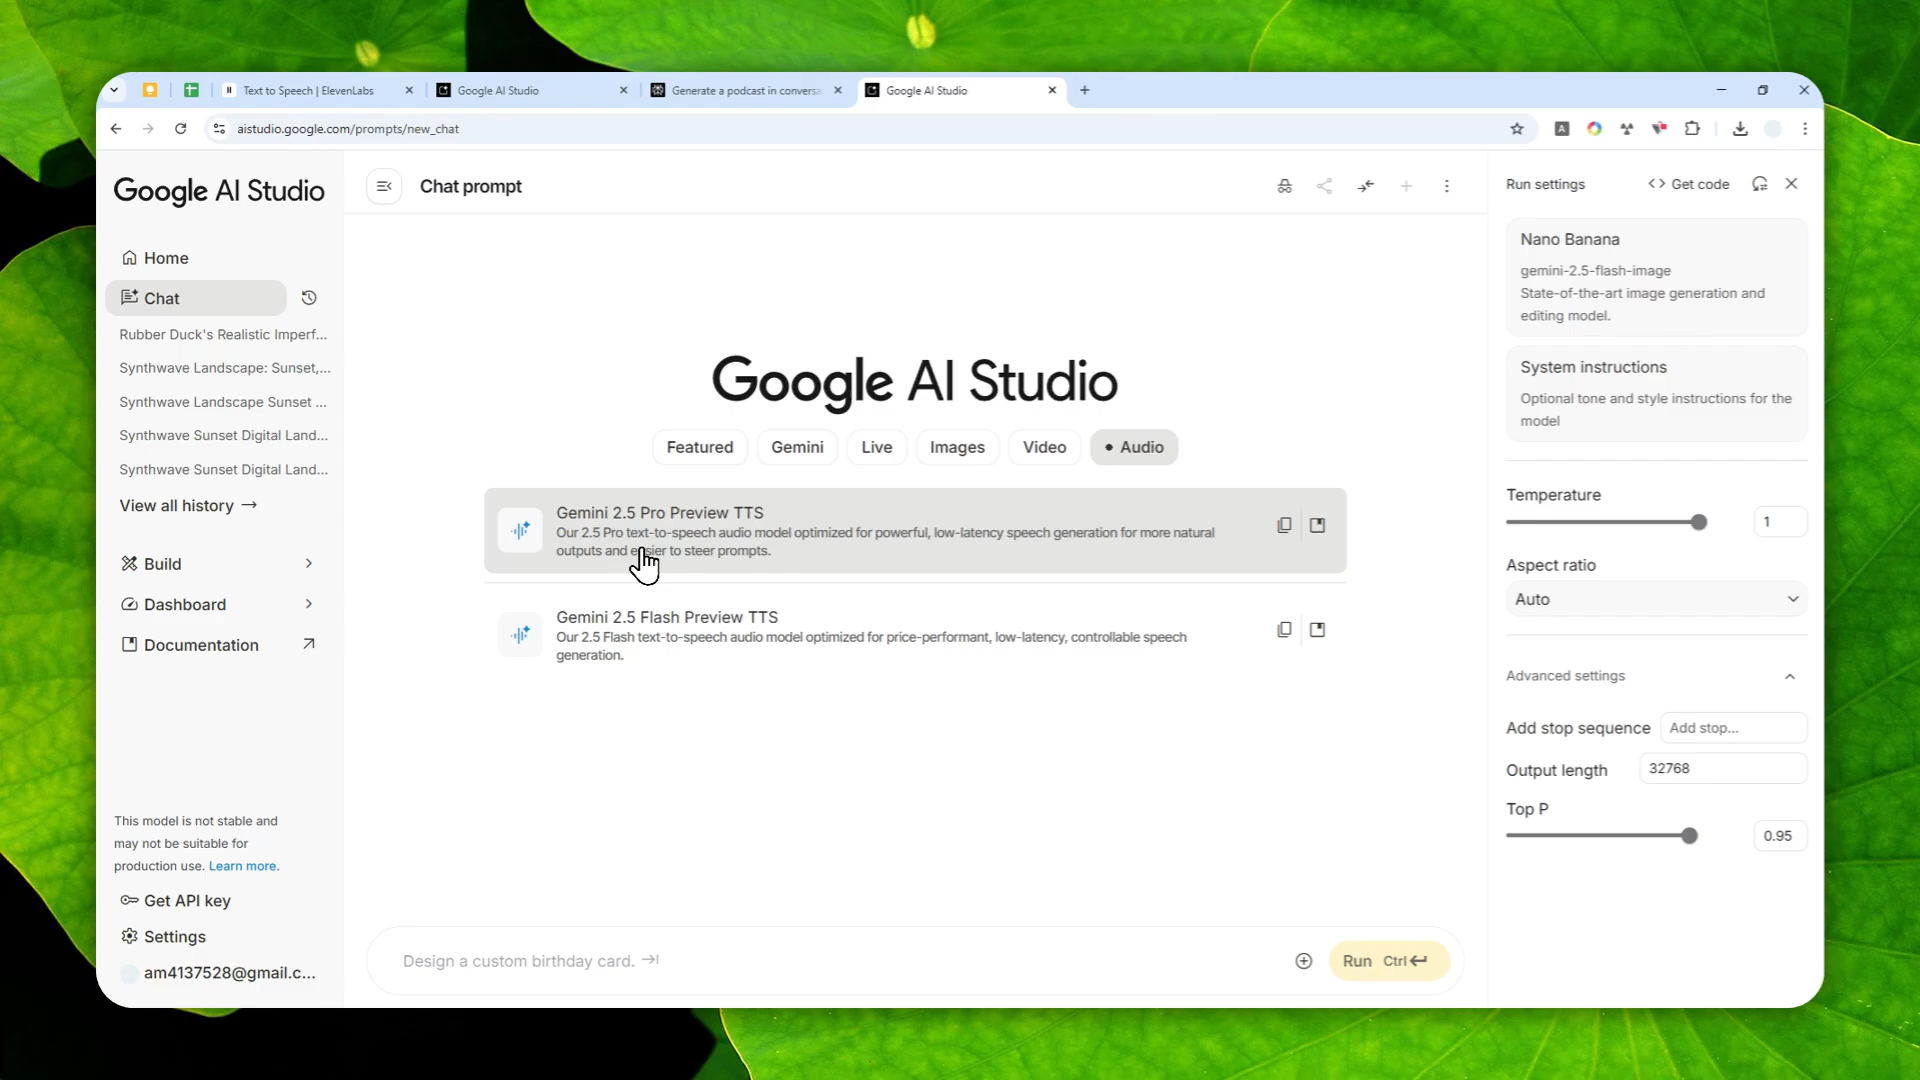 Text to Speech | ElevenLabs
Google AI Studio
Generate a podcast in conversa
Google AI Studio
aistudio.google.com/prompts/new_chat
Google AI Studio
Home
Chat
Rubber Duck's Realistic Imperf...
Synthwave Landscape: Sunset,...
Synthwave Landscape Sunset ...
Synthwave Sunset Digital Land...
Synthwave Sunset Digital Land...
View all history →
Build
Dashboard
Documentation
This model is not stable and
may not be suitable for
production use. Learn more.
Get API key
Settings
am4137528@gmail.c...
Chat prompt
Google AI Studio
Featured
Gemini
Live
Images
Video
Audio
Gemini 2.5 Pro Preview TTS
Our 2.5 Pro text-to-speech audio model optimized for powerful, low-latency speech generation for more natural
outputs and easier to steer prompts.
Gemini 2.5 Flash Preview TTS
Our 2.5 Flash text-to-speech audio model optimized for price-performant, low-latency, controllable speech
generation.
Design a custom birthday card.
Run Ctrl
Run settings
<> Get code
Nano Banana
gemini-2.5-flash-image
State-of-the-art image generation and
editing model.
System instructions
Optional tone and style instructions for the
model
Temperature
1
Aspect ratio
Auto
Advanced settings
Add stop sequence
Add stop...
Output length
32768
Top P
0.95